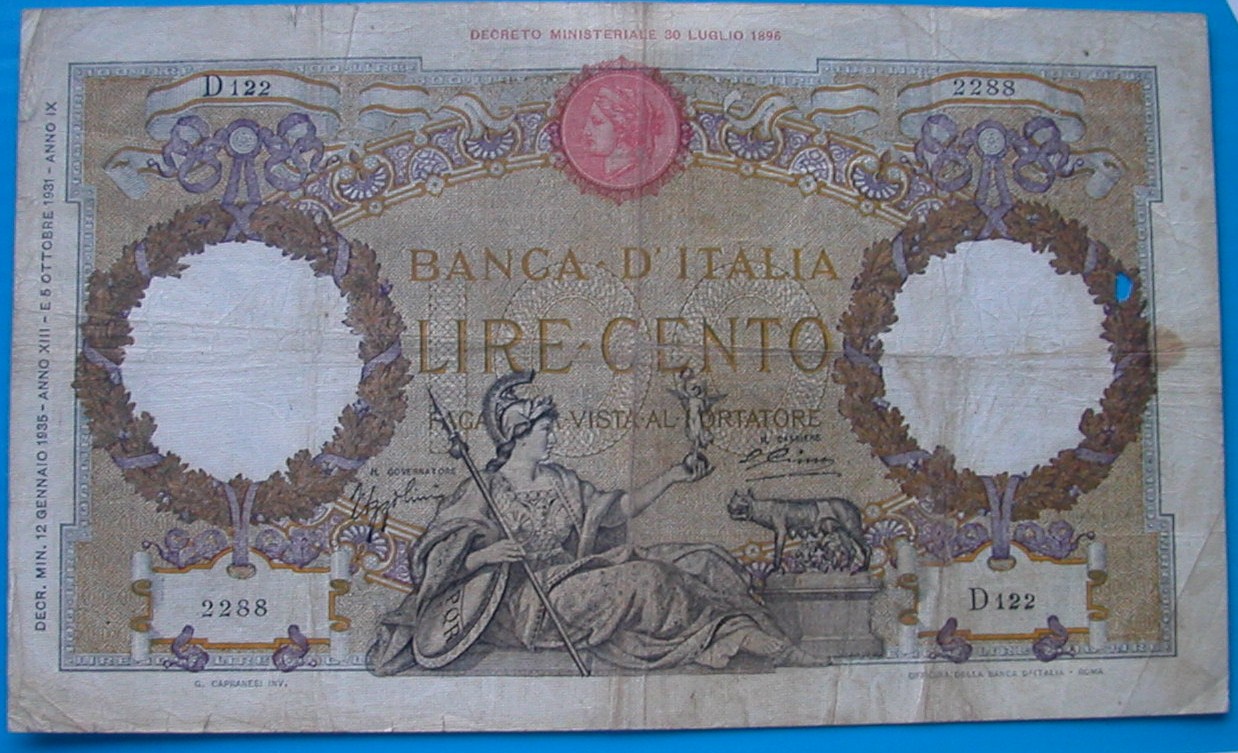 DECRETO MINISTERIALE 30 LUGLIO 1896
D 122
2288
DECR. MIN. 12 GENNAIO 1935 - ANNO XIII - E 5 OTTOBRE 1931 - ANNO IX
BANCA · D'ITALIA
LIRE · CENTO
VISTA · AL · PORTATORE
IL CASSIERE
IL GOVERNATORE
POR
2288
D 122
G. CAPRANESI INV.
OFFICINA DELLA BANCA D'ITALIA - ROMA